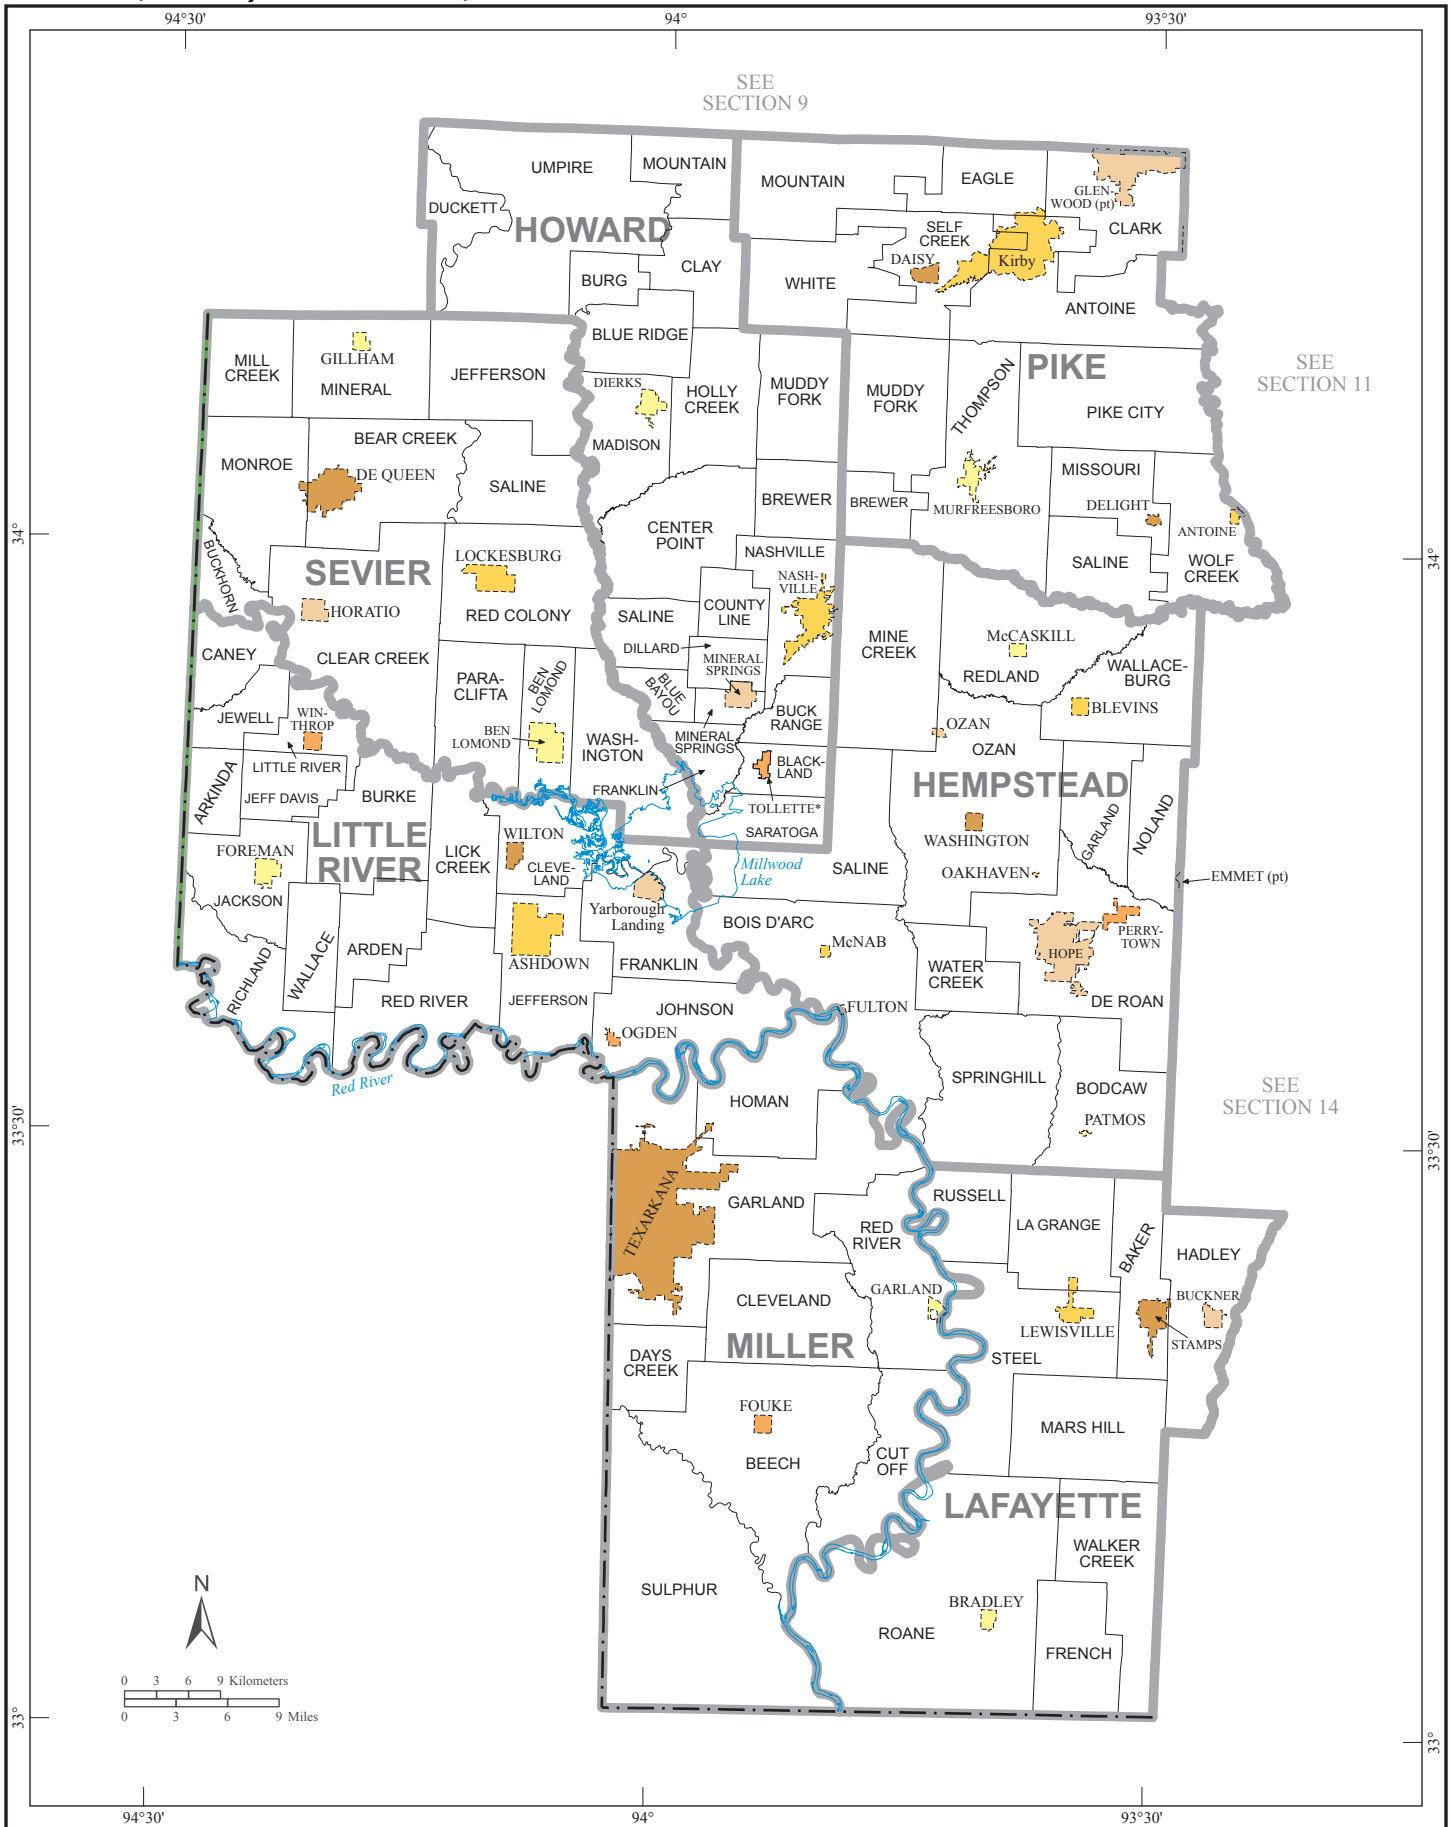 94°30'
94°
93°30'
SEE
SECTION 9
UMPIRE
MOUNTAIN
MOUNTAIN
EAGLE
GLEN-
WOOD (pt)
DUCKETT
HOWARD
SELF
CREEK
CLARK
DAISY
Kirby
CLAY
BURG
WHITE
ANTOINE
BLUE RIDGE
MILL
CREEK
GILLHAM
MINERAL
JEFFERSON
DIERKS
HOLLY
CREEK
MUDDY
FORK
MUDDY
FORK
THOMPSON
PIKE
SEE
SECTION 11
PIKE CITY
MADISON
BEAR CREEK
MONROE
DE QUEEN
SALINE
MISSOURI
BREWER
BREWER
MURFREESBORO
DELIGHT
ANTOINE
34°
34°
CENTER
POINT
NASHVILLE
SALINE
WOLF
CREEK
BUCKHORN
SEVIER
LOCKESBURG
NASH-
VILLE
HORATIO
RED COLONY
SALINE
COUNTY
LINE
DILLARD
MINE
CREEK
McCASKILL
CANEY
CLEAR CREEK
MINERAL
SPRINGS
REDLAND
WALLACE-
BURG
PARA-
CLIFTA
BEN
LOMOND
BLUE
BAYOU
BLEVINS
JEWELL
WIN-
THROP
BUCK
RANGE
OZAN
OZAN
BEN
LOMOND
WASH-
INGTON
MINERAL
SPRINGS
LITTLE RIVER
BLACK-
LAND
ARKINDA
JEFF DAVIS
BURKE
FRANKLIN
TOLLETTE*
HEMPSTEAD
LITTLE
RIVER
WILTON
SARATOGA
WASHINGTON
GARLAND
NOLAND
FOREMAN
LICK
CREEK
CLEVE-
LAND
Millwood
Lake
SALINE
OAKHAVEN
EMMET (pt)
JACKSON
Yarborough
Landing
BOIS D'ARC
McNAB
PERRY-
TOWN
HOPE
RICHLAND
WALLACE
ARDEN
ASHDOWN
FRANKLIN
WATER
CREEK
RED RIVER
JEFFERSON
JOHNSON
FULTON
DE ROAN
OGDEN
Red River
SPRINGHILL
BODCAW
SEE
SECTION 14
HOMAN
PATMOS
33°30'
33°30'
TEXARKANA
GARLAND
RUSSELL
RED
RIVER
LA GRANGE
BAKER
HADLEY
GARLAND
CLEVELAND
BUCKNER
LEWISVILLE
STAMPS
MILLER
DAYS
CREEK
STEEL
FOUKE
MARS HILL
BEECH
CUT
OFF
LAFAYETTE
WALKER
CREEK
N
SULPHUR
BRADLEY
ROANE
FRENCH
0 3 6 9 Kilometers
0 3 6 9 Miles
33°
33°
94°30'
94°
93°30'